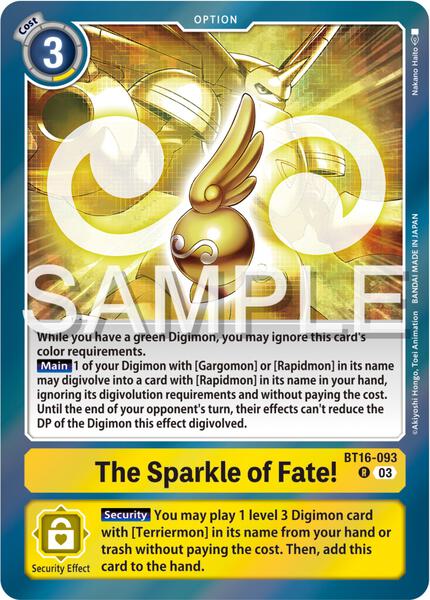 OPTION
Cost
3
Nakano Haito
SAMPLE
©Akiyoshi Hongo, Toei Animation BANDAI MADE IN JAPAN
While you have a green Digimon, you may ignore this card's
color requirements.
Main 1 of your Digimon with [Gargomon] or [Rapidmon] in its name
may digivolve into a card with [Rapidmon] in its name in your hand,
ignoring its digivolution requirements and without paying the cost.
Until the end of your opponent's turn, their effects can't reduce
the DP of the Digimon this effect digivolved.
BT16-093
The Sparkle of Fate!
R 03
Security You may play 1 level 3 Digimon card
with [Terriermon] in its name from your hand or
trash without paying the cost. Then, add this
card to the hand.
Security Effect